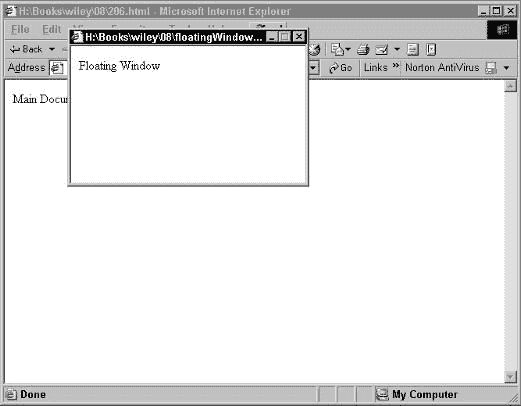 H:\Books\wiley\08\206.html - Microsoft Internet Explorer
H:\Books\wiley\08\floatingWindow...
File Edit
Back
Address Go Links » Norton AntiVirus
Floating Window
Main Docum
Done My Computer